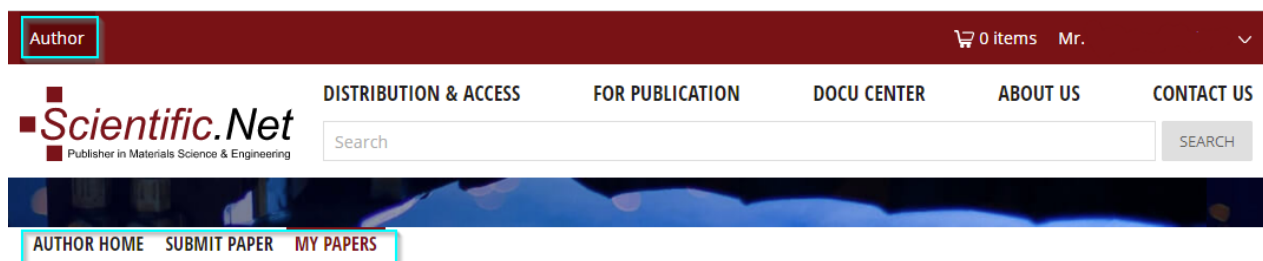 Author 0 items Mr.
DISTRIBUTION & ACCESS FOR PUBLICATION DOCU CENTER ABOUT US CONTACT US
Scientific.Net
Publisher in Materials Science & Engineering
Search SEARCH
AUTHOR HOME SUBMIT PAPER MY PAPERS